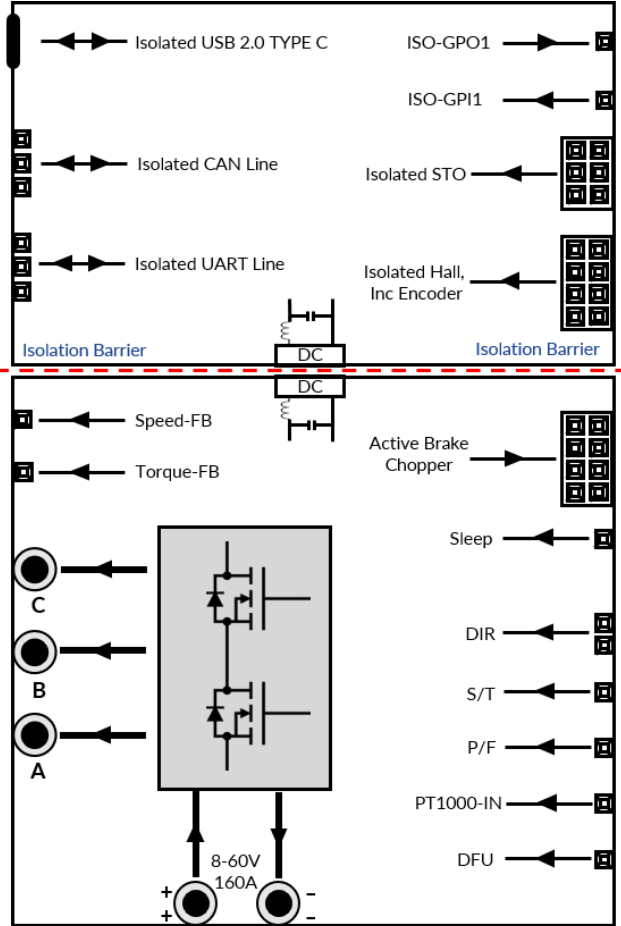 Isolated USB 2.0 TYPE C
ISO-GPO1
ISO-GPI1
Isolated CAN Line
Isolated STO
Isolated UART Line
Isolated Hall,
Inc Encoder
Isolation Barrier
DC
Isolation Barrier
DC
Speed-FB
Torque-FB
Active Brake
Chopper
Sleep
C
B
A
DIR
S/T
P/F
PT1000-IN
DFU
8-60V
160A
+
+
–
–